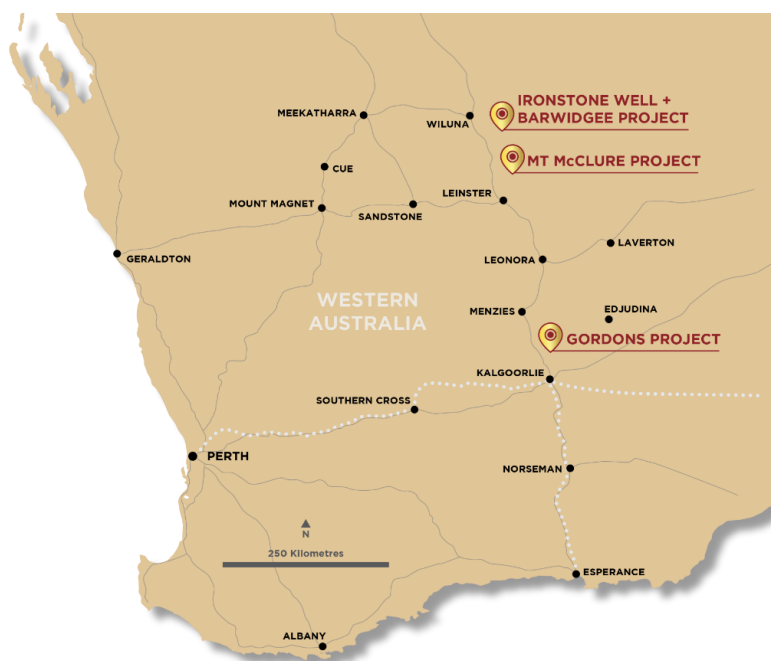 IRONSTONE WELL +
BARWIDGEE PROJECT
MEEKATHARRA
WILUNA
MT McCLURE PROJECT
CUE
LEINSTER
MOUNT MAGNET
SANDSTONE
LAVERTON
GERALDTON
LEONORA
WESTERN
AUSTRALIA
MENZIES
EDJUDINA
GORDONS PROJECT
KALGOORLIE
SOUTHERN CROSS
PERTH
NORSEMAN
N
250 Kilometres
ESPERANCE
ALBANY